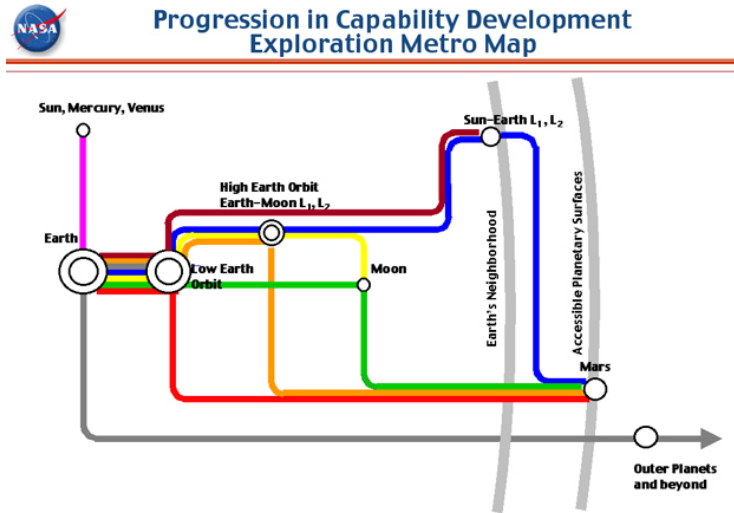 NASA
Progression in Capability Development
Exploration Metro Map
Sun, Mercury, Venus
Sun-Earth L₁, L₂
High Earth Orbit
Earth-Moon L₁, L₂
Earth
Low Earth
Orbit
Moon
Earth's Neighborhood
Accessible Planetary Surfaces
Mars
Outer Planets
and beyond